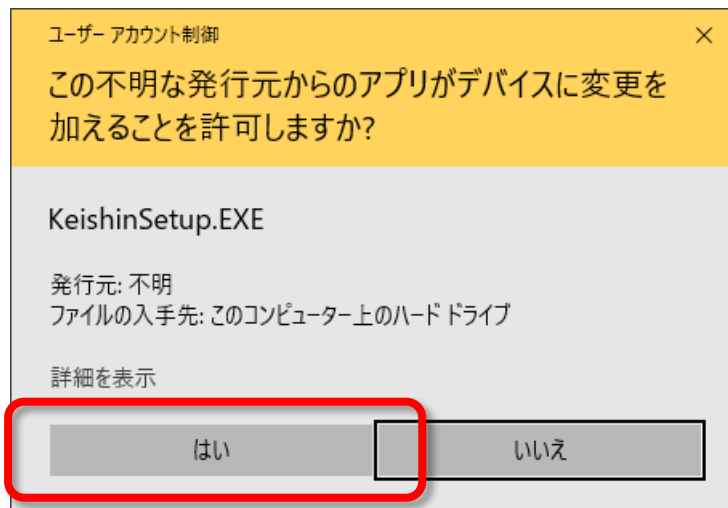 ユーザー アカウント制御
この不明な発行元からのアプリがデバイスに変更を
加えることを許可しますか?
KeishinSetup.EXE
発行元: 不明
ファイルの入手先: このコンピューター上のハード ドライブ
詳細を表示
はい
いいえ